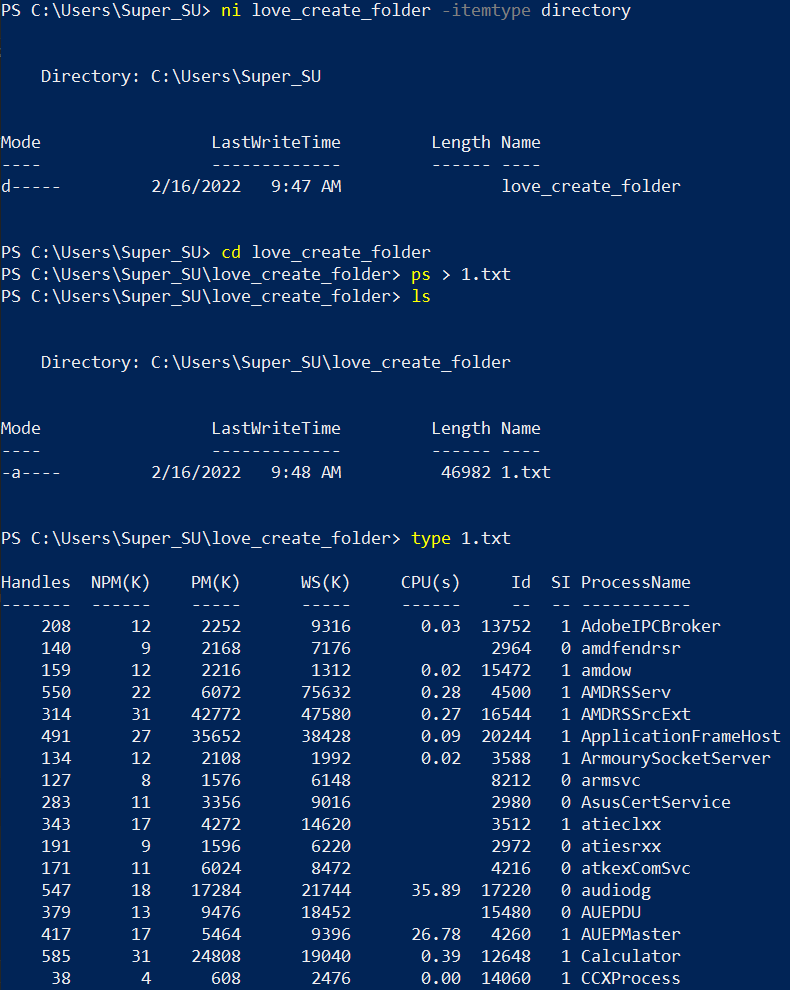 PS C:\Users\Super_SU> ni love_create_folder -itemtype directory
Directory: C:\Users\Super_SU
Mode                LastWriteTime         Length Name
----                -------------         ------ ----
d-----        2/16/2022   9:47 AM                love_create_folder
PS C:\Users\Super_SU> cd love_create_folder
PS C:\Users\Super_SU\love_create_folder> ps > 1.txt
PS C:\Users\Super_SU\love_create_folder> ls
Directory: C:\Users\Super_SU\love_create_folder
Mode                LastWriteTime         Length Name
----                -------------         ------ ----
-a----        2/16/2022   9:48 AM          46982 1.txt
PS C:\Users\Super_SU\love_create_folder> type 1.txt
Handles  NPM(K)    PM(K)      WS(K)     CPU(s)     Id  SI ProcessName
-------  ------    -----      -----     ------     --  -- -----------
208      12     2252       9316       0.03  13752   1 AdobeIPCBroker
140       9     2168       7176              2964   0 amdfendrsr
159      12     2216       1312       0.02  15472   1 amdow
550      22     6072      75632       0.28   4500   1 AMDRSServ
314      31    42772      47580       0.27  16544   1 AMDRSSrcExt
491      27    35652      38428       0.09  20244   1 ApplicationFrameHost
134      12     2108       1992       0.02   3588   1 ArmourySocketServer
127       8     1576       6148              8212   0 armsvc
283      11     3356       9016              2980   0 AsusCertService
343      17     4272      14620              3512   1 atieclxx
191       9     1596       6220              2972   0 atiesrxx
171      11     6024       8472              4216   0 atkexComSvc
547      18    17284      21744      35.89  17220   0 audiodg
379      13     9476      18452             15480   0 AUEPDU
417      17     5464       9396      26.78   4260   1 AUEPMaster
585      31    24808      19040       0.39  12648   1 Calculator
38       4      608       2476       0.00  14060   1 CCXProcess